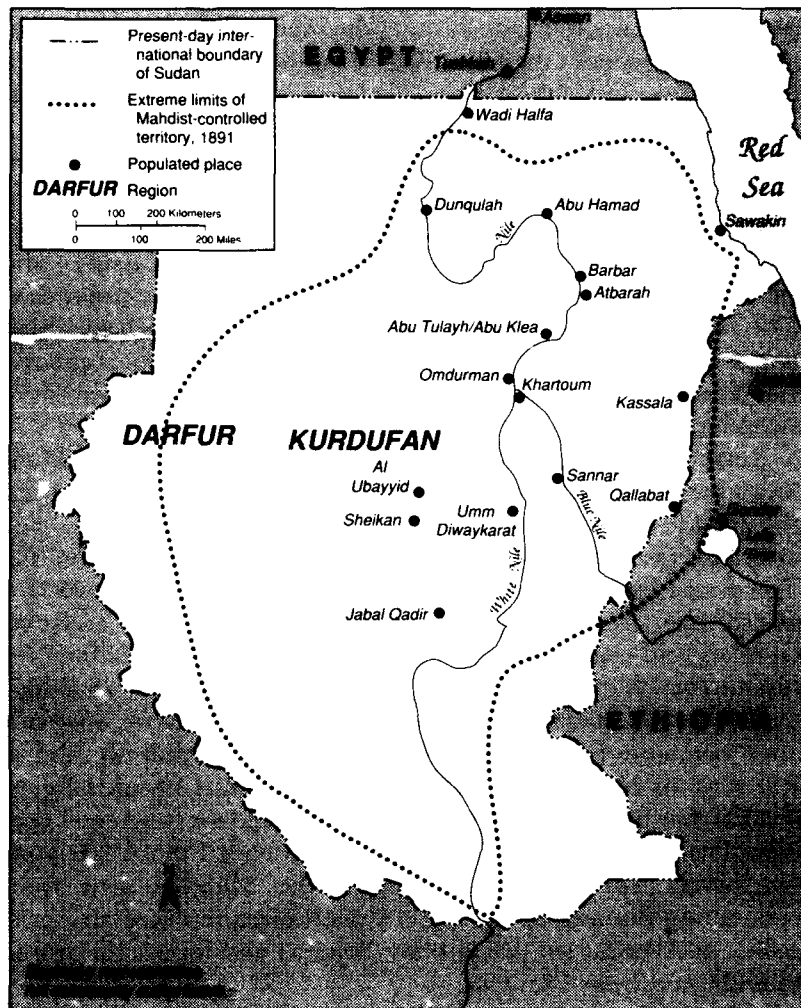 Present-day inter-
national boundary
of Sudan
Extreme limits of
Mahdist-controlled
territory, 1891
Populated place
DARFUR Region
0 100 200 Kilometers
0 100 200 Miles
EGYPT
Aswan
Wadi Halfa
Red
Sea
Dunqulah
Abu Hamad
Nile
Sawakin
Barbar
Atbarah
Abu Tulayh/Abu Klea
Omdurman
Khartoum
Kassala
DARFUR
KURDUFAN
Al
Ubayyid
Sannar
Qallabat
Sheikan
Umm
Diwaykarat
Blue Nile
White Nile
Jabal Qadir
ETHIOPIA
N